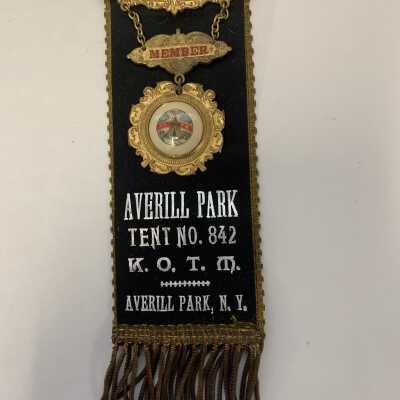 MEMBER
AVERILL PARK
TENT NO. 842
K. O. T. M.
AVERILL PARK, N. Y.